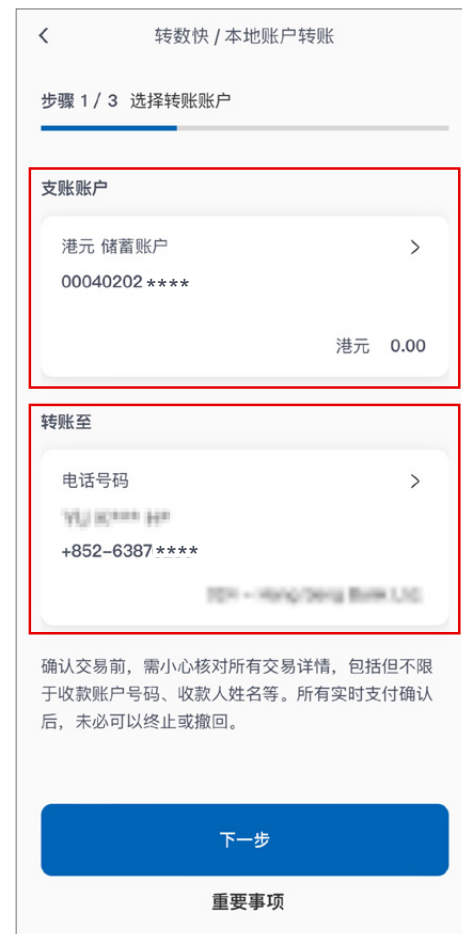 转数快 / 本地账户转账
步骤 1 / 3 选择转账账户
支账账户
港元 储蓄账户
00040202 ****
港元 0.00
转账至
电话号码
+852-6387 ****
确认交易前，需小心核对所有交易详情，包括但不限
于收款账户号码、收款人姓名等。所有实时支付确认
后，未必可以终止或撤回。
下一步
重要事项